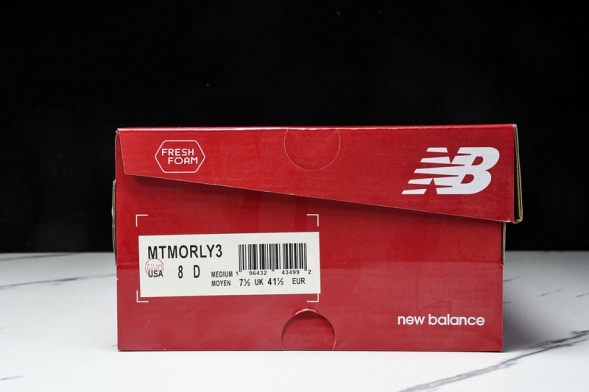 FRESH
FOAM
NB
MTMORLY3
USA 8 D MEDIUM 1 96432 43499 2
MOYEN 7½ UK 41½ EUR
new balance